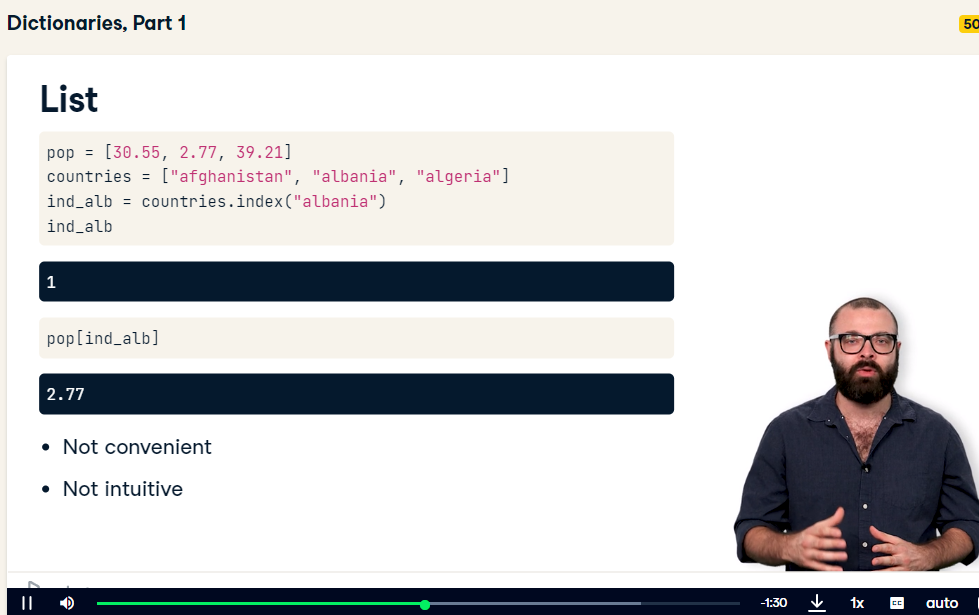 Dictionaries, Part 1
50
List
pop = [30.55, 2.77, 39.21]
countries = ["afghanistan", "albania", "algeria"]
ind_alb = countries.index("albania")
ind_alb
1
pop[ind_alb]
2.77
• Not convenient
• Not intuitive
-1:30
1x
CC
auto